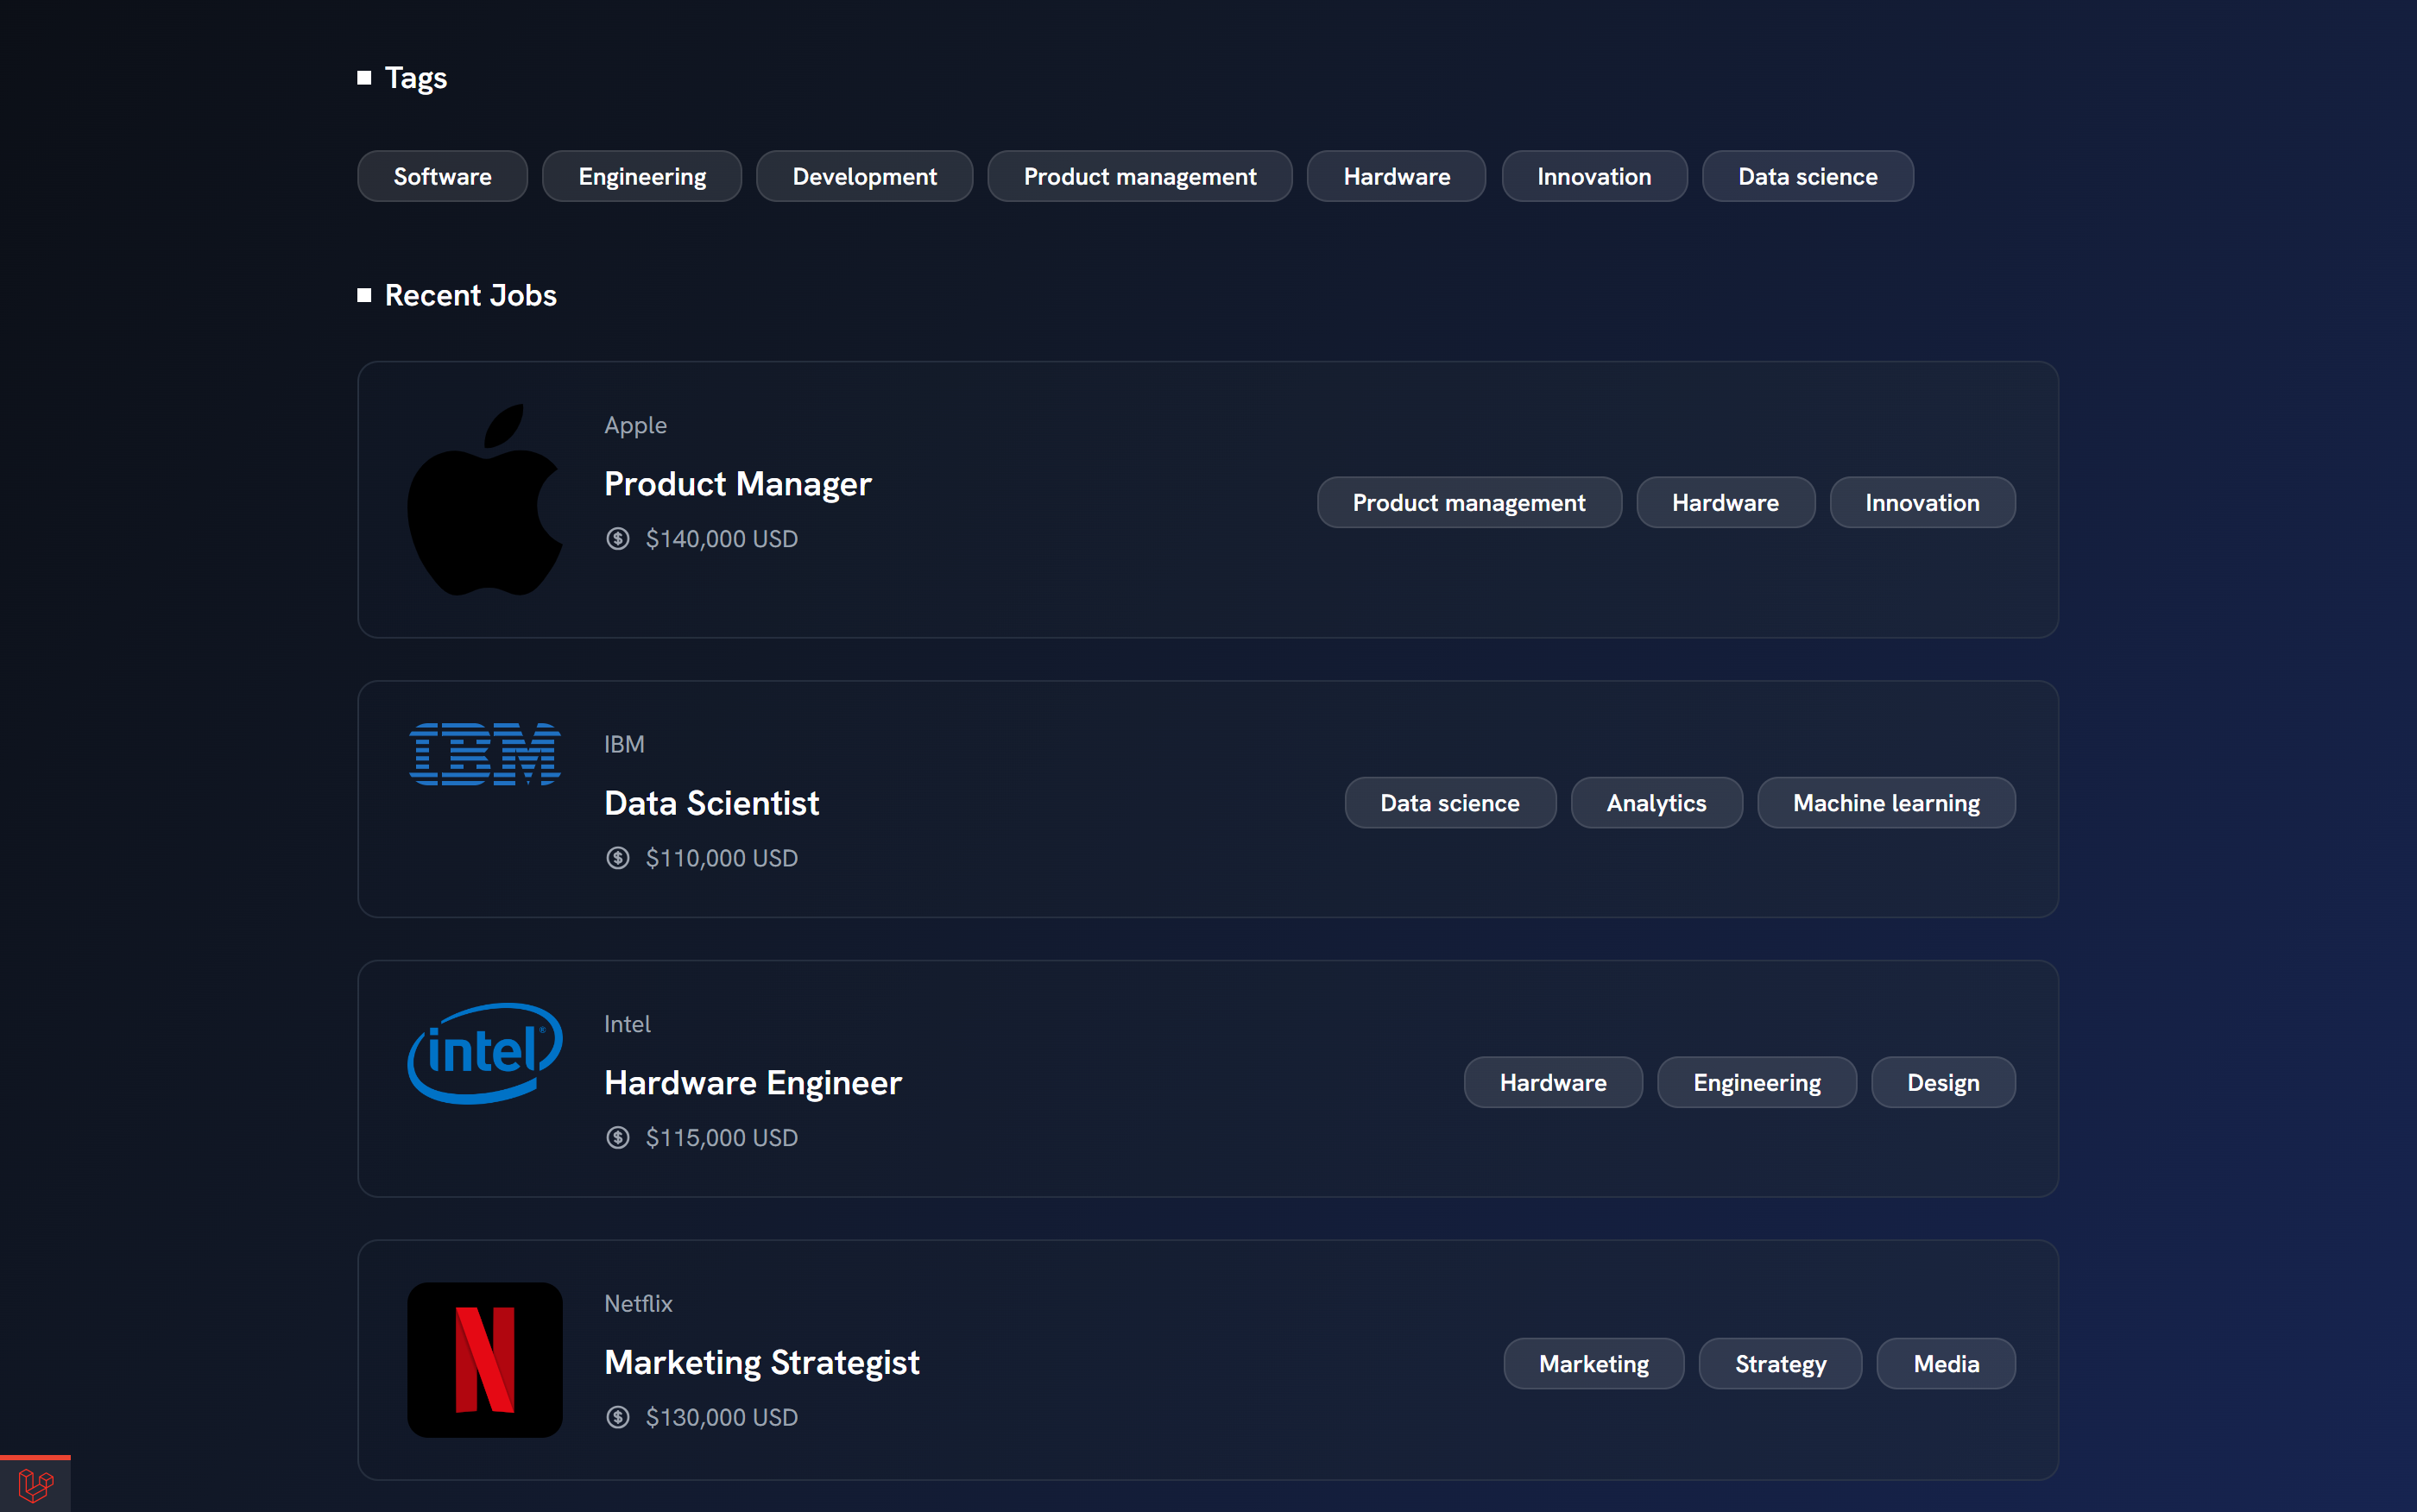 Tags
Software Engineering Development Product management Hardware Innovation Data science
Recent Jobs
Apple
Product Manager
$140,000 USD
Product management Hardware Innovation
IBM
IBM
Data Scientist
$110,000 USD
Data science Analytics Machine learning
intel®
Intel
Hardware Engineer
$115,000 USD
Hardware Engineering Design
N
Netflix
Marketing Strategist
$130,000 USD
Marketing Strategy Media